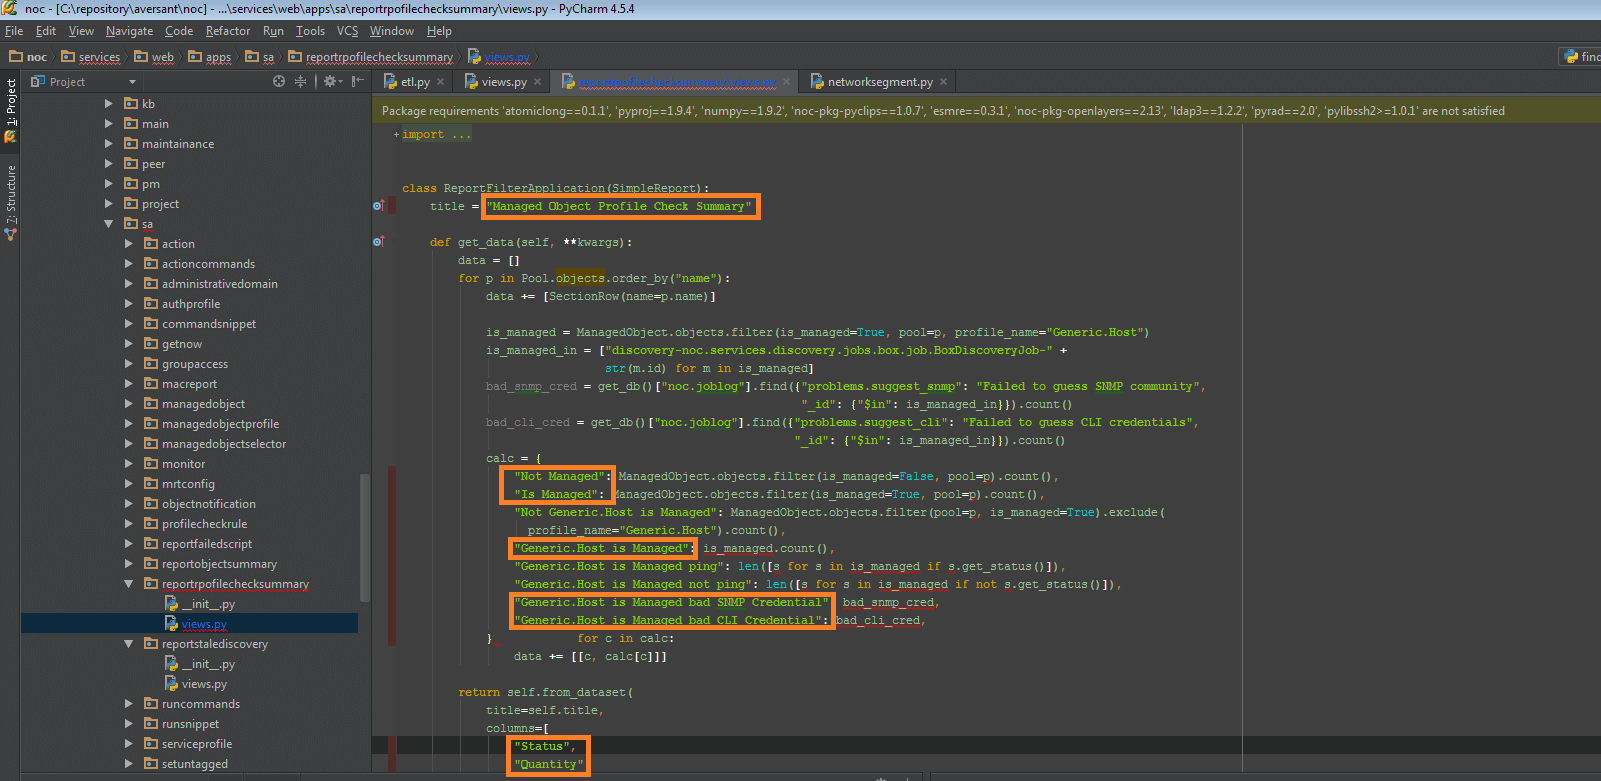 noc - [C:\repository\aversant\noc] - ...\services\web\apps\sa\reportrpofilechecksummary\views.py - PyCharm 4.5.4
File Edit View Navigate Code Refactor Run Tools VCS Window Help
noc services web apps sa reportrpofilechecksummary views.py find
1: Project
7: Structure
Project
etl.py views.py reportrpofilechecksummary\views.py networksegment.py
Package requirements 'atomiclong==0.1.1', 'pyproj==1.9.4', 'numpy==1.9.2', 'noc-pkg-pyclips==1.0.7', 'esmre==0.3.1', 'noc-pkg-openlayers==2.13', 'ldap3==1.2.2', 'pyrad==2.0', 'pylibssh2>=1.0.1' are not satisfied
kb
main
maintainance
peer
pm
project
sa
action
actioncommands
administrativedomain
authprofile
commandsnippet
getnow
groupaccess
macreport
managedobject
managedobjectprofile
managedobjectselector
monitor
mrtconfig
objectnotification
profilecheckrule
reportfailedscript
reportobjectsummary
reportrpofilechecksummary
__init__.py
views.py
reportstalediscovery
__init__.py
views.py
runcommands
runsnippet
serviceprofile
setuntagged
import ...
class ReportFilterApplication(SimpleReport):
title = "Managed Object Profile Check Summary"
def get_data(self, **kwargs):
data = []
for p in Pool.objects.order_by("name"):
data += [SectionRow(name=p.name)]
is_managed = ManagedObject.objects.filter(is_managed=True, pool=p, profile_name="Generic.Host")
is_managed_in = ["discovery-noc.services.discovery.jobs.box.job.BoxDiscoveryJob-" +
str(m.id) for m in is_managed]
bad_snmp_cred = get_db()["noc.joblog"].find({"problems.suggest_snmp": "Failed to guess SNMP community",
"_id": {"$in": is_managed_in}}).count()
bad_cli_cred = get_db()["noc.joblog"].find({"problems.suggest_cli": "Failed to guess CLI credentials",
"_id": {"$in": is_managed_in}}).count()
calc = {
"Not Managed": ManagedObject.objects.filter(is_managed=False, pool=p).count(),
"Is Managed": ManagedObject.objects.filter(is_managed=True, pool=p).count(),
"Not Generic.Host is Managed": ManagedObject.objects.filter(pool=p, is_managed=True).exclude(
profile_name="Generic.Host").count(),
"Generic.Host is Managed": is_managed.count(),
"Generic.Host is Managed ping": len([s for s in is_managed if s.get_status()]),
"Generic.Host is Managed not ping": len([s for s in is_managed if not s.get_status()]),
"Generic.Host is Managed bad SNMP Credential" bad_snmp_cred,
"Generic.Host is Managed bad CLI Credential": bad_cli_cred,
} for c in calc:
data += [[c, calc[c]]]
return self.from_dataset(
title=self.title,
columns=[
"Status",
"Quantity"